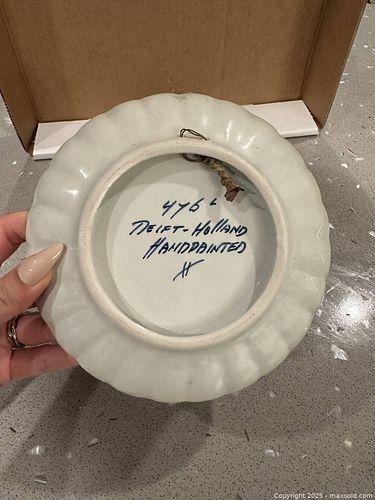 476 L
DELFT-HOLLAND
HANDPAINTED
Copyright 2025 - maxsold.com